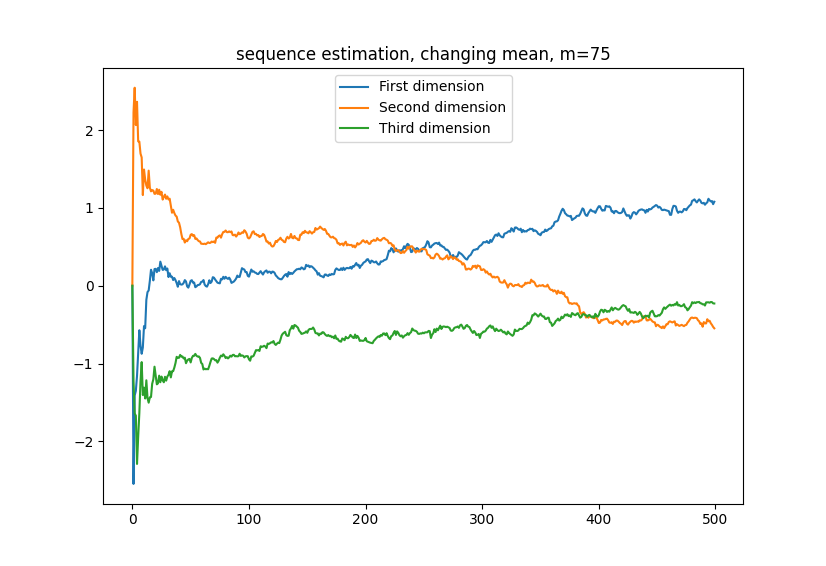 sequence estimation, changing mean, m=75
First dimension
Second dimension
Third dimension
2
1
0
−1
−2
0 100 200 300 400 500